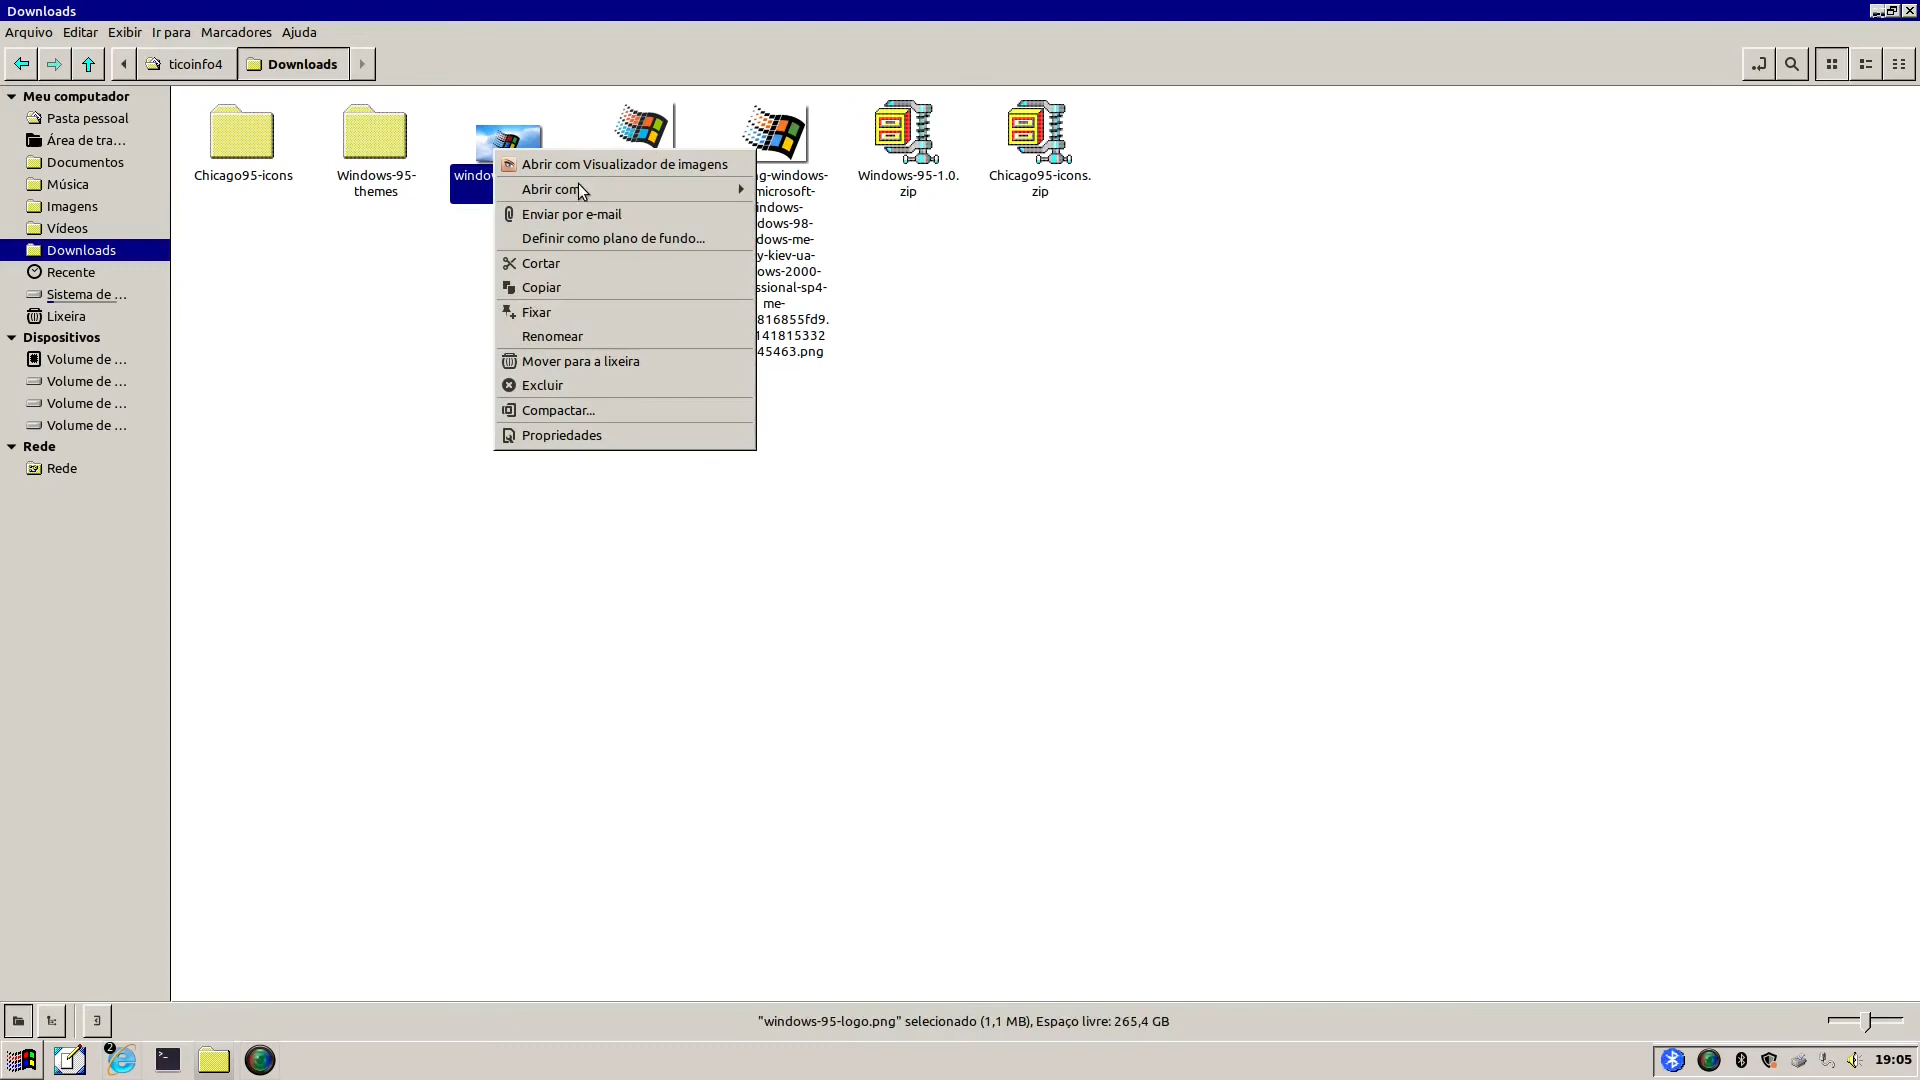 Downloads
Arquivo Editar Exibir Ir para Marcadores Ajuda
ticoinfo4 Downloads
Meu computador
Pasta pessoal
Área de tra...
Documentos
Música
Imagens
Vídeos
Downloads
Recente
Sistema de ...
Lixeira
Dispositivos
Volume de ...
Volume de ...
Volume de ...
Volume de ...
Rede
Rede
Chicago95-icons
Windows-95-
themes
windo
g-windows-
microsoft-
indows-
dows-98-
dows-me-
y-kiev-ua-
ows-2000-
ssional-sp4-
me-
816855fd9.
141815332
45463.png
Windows-95-1.0.
zip
Chicago95-icons.
zip
Abrir com Visualizador de imagens
Abrir com
Enviar por e-mail
Definir como plano de fundo...
Cortar
Copiar
Fixar
Renomear
Mover para a lixeira
Excluir
Compactar...
Propriedades
"windows-95-logo.png" selecionado (1,1 MB), Espaço livre: 265,4 GB
2
19:05